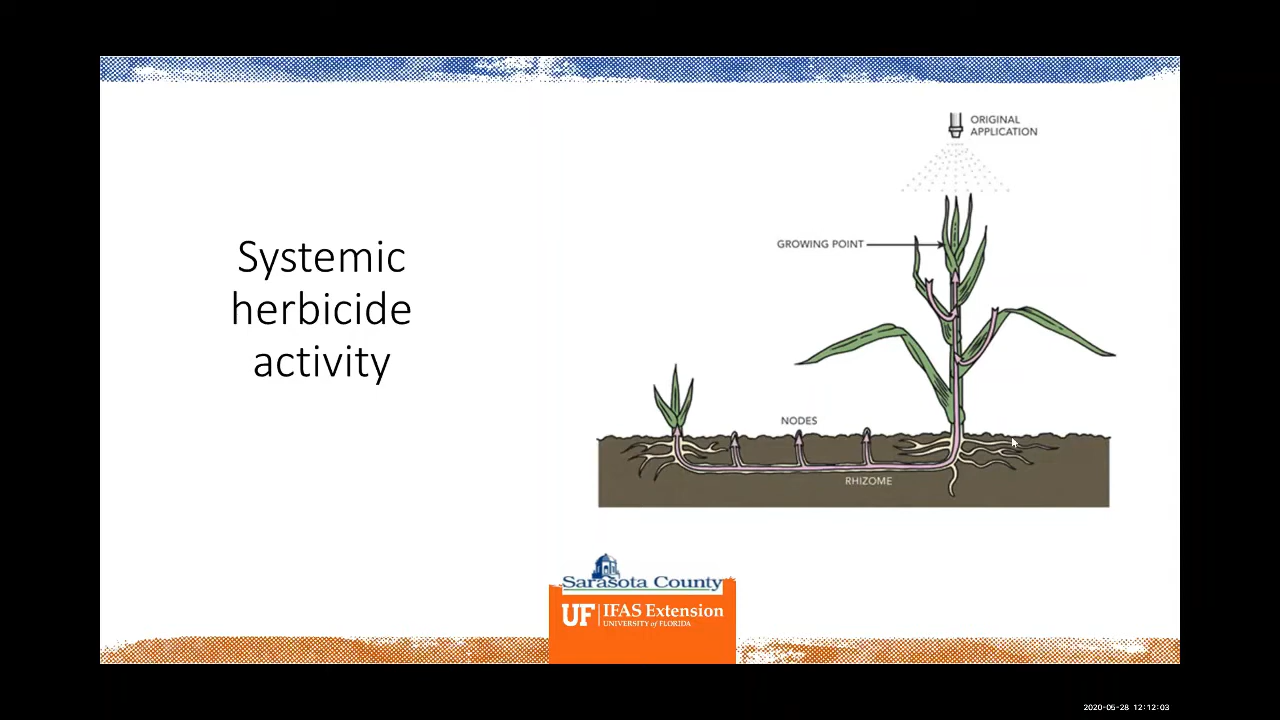 Systemic
herbicide
activity
ORIGINAL
APPLICATION
GROWING POINT
NODES
RHIZOME
Sarasota County
UF IFAS Extension
UNIVERSITY of FLORIDA
2020-05-28 12:12:03